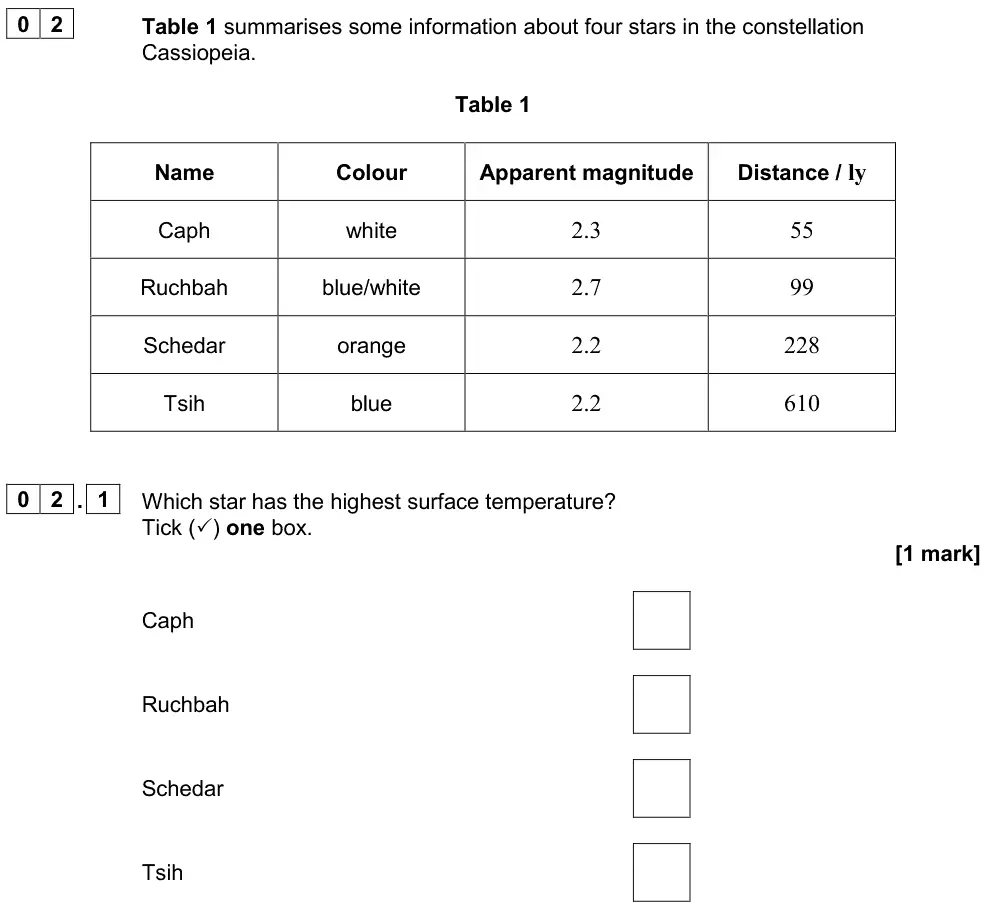 0 2 Table 1 summarises some information about four stars in the constellation
Cassiopeia.
Table 1
Name Colour Apparent magnitude Distance / ly
Caph white 2.3 55
Ruchbah blue/white 2.7 99
Schedar orange 2.2 228
Tsih blue 2.2 610
0 2 . 1 Which star has the highest surface temperature?
Tick (✓) one box.
[1 mark]
Caph
Ruchbah
Schedar
Tsih